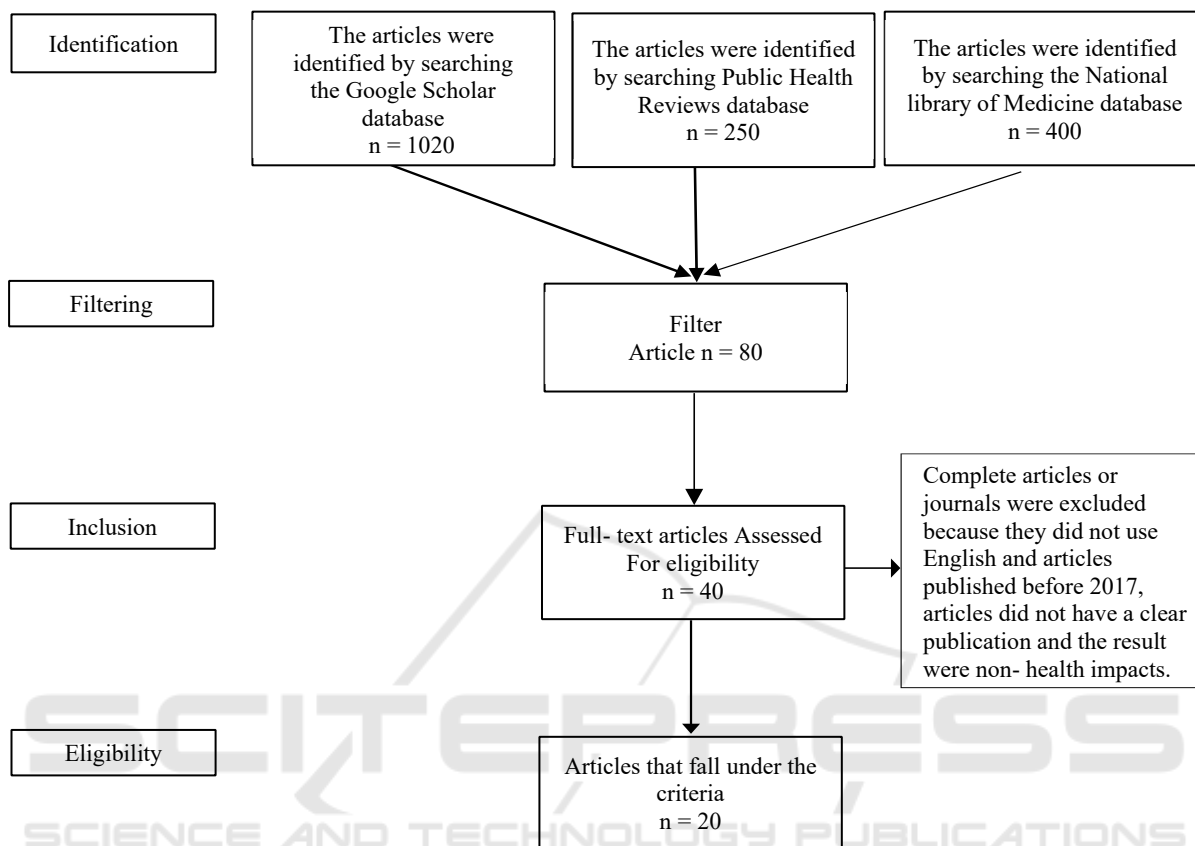 Identification
The articles were
identified by searching
the Google Scholar
database
n = 1020
The articles were identified
by searching Public Health
Reviews database
n = 250
The articles were identified
by searching the National
library of Medicine database
n = 400
Filtering
Filter
Article n = 80
Inclusion
Full- text articles Assessed
For eligibility
n = 40
Complete articles or
journals were excluded
because they did not use
English and articles
published before 2017,
articles did not have a clear
publication and the result
were non- health impacts.
Eligibility
Articles that fall under the
criteria
n = 20
SCITEPRESS
SCIENCE AND TECHNOLOGY PUBLICATIONS